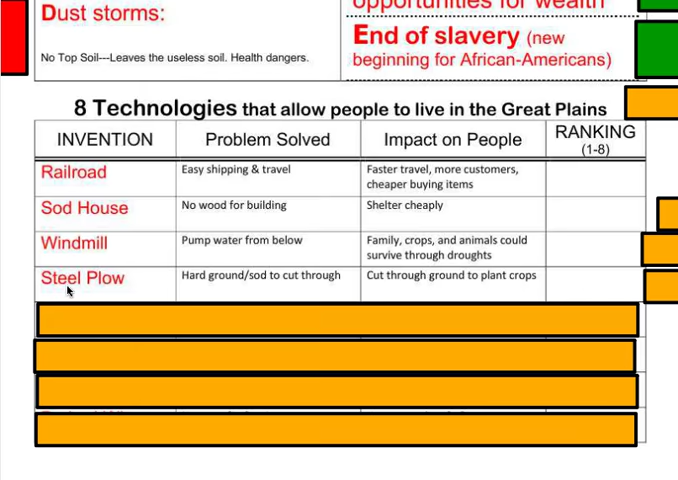 Dust storms:
No Top Soil---Leaves the useless soil. Health dangers.
opportunities for wealth
End of slavery (new
beginning for African-Americans)
8 Technologies that allow people to live in the Great Plains
INVENTION Problem Solved Impact on People RANKING
(1-8)
Railroad Easy shipping & travel Faster travel, more customers,
cheaper buying items
Sod House No wood for building Shelter cheaply
Windmill Pump water from below Family, crops, and animals could
survive through droughts
Steel Plow Hard ground/sod to cut through Cut through ground to plant crops